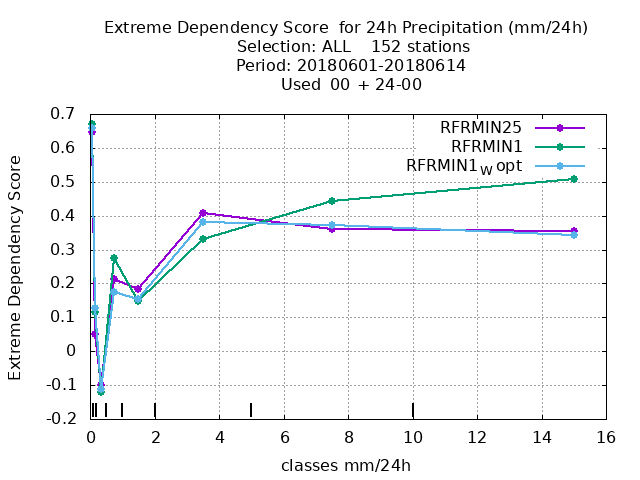 Extreme Dependency Score  for 24h Precipitation (mm/24h)
Selection: ALL    152 stations
Period: 20180601-20180614
Used  00 + 24-00
RFRMIN25
RFRMIN1
RFRMIN1W opt
Extreme Dependency Score
0.7
0.6
0.5
0.4
0.3
0.2
0.1
0
-0.1
-0.2
0 2 4 6 8 10 12 14 16
classes mm/24h